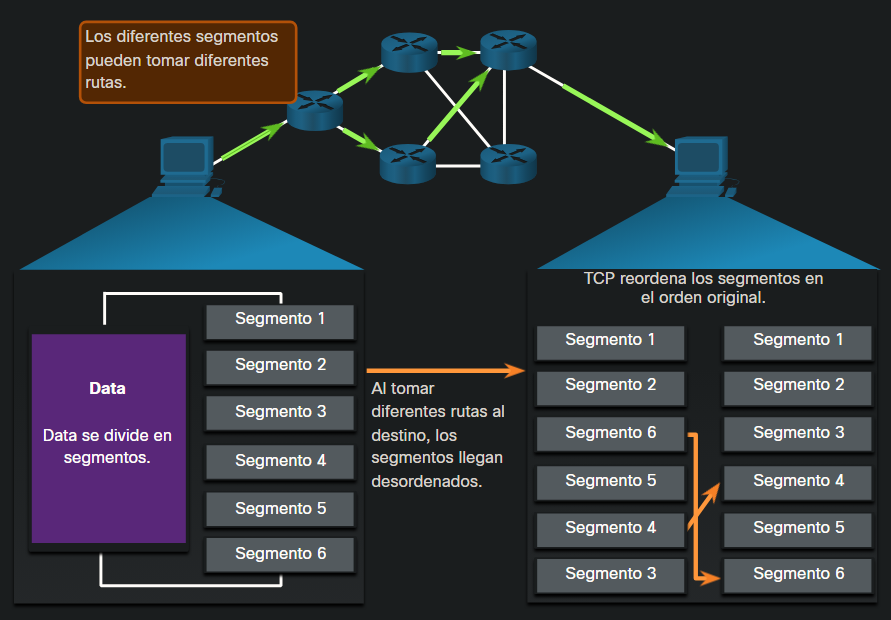 Los diferentes segmentos
pueden tomar diferentes
rutas.
Data
Data se divide en
segmentos.
Segmento 1
Segmento 2
Segmento 3
Segmento 4
Segmento 5
Segmento 6
Al tomar
diferentes rutas al
destino, los
segmentos llegan
desordenados.
TCP reordena los segmentos en
el orden original.
Segmento 1
Segmento 2
Segmento 6
Segmento 5
Segmento 4
Segmento 3
Segmento 1
Segmento 2
Segmento 3
Segmento 4
Segmento 5
Segmento 6